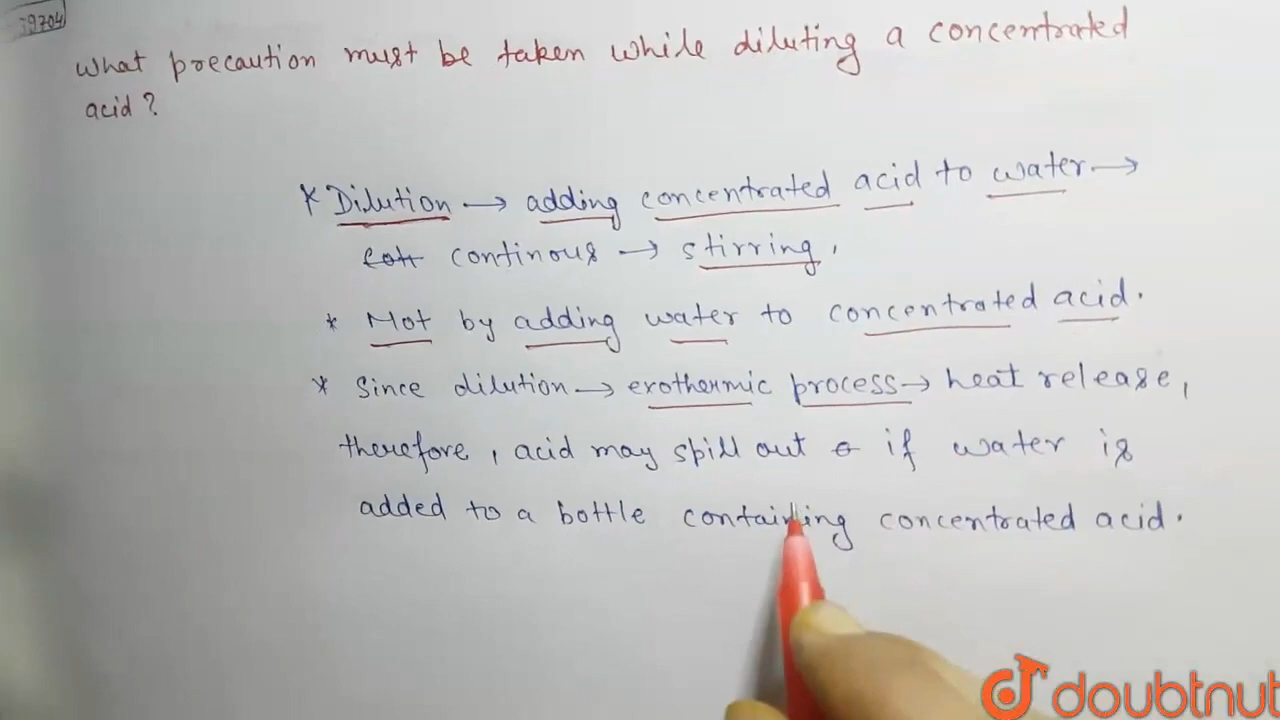 9704
What precaution must be taken while diluting a concentrated
acid?
* Dilution → adding concentrated acid to water →
continous → stirring,
* Not by adding water to concentrated acid.
* Since dilution → exothermic process → heat release,
therefore, acid may spill out if water is
added to a bottle containing concentrated acid.
doubtnut